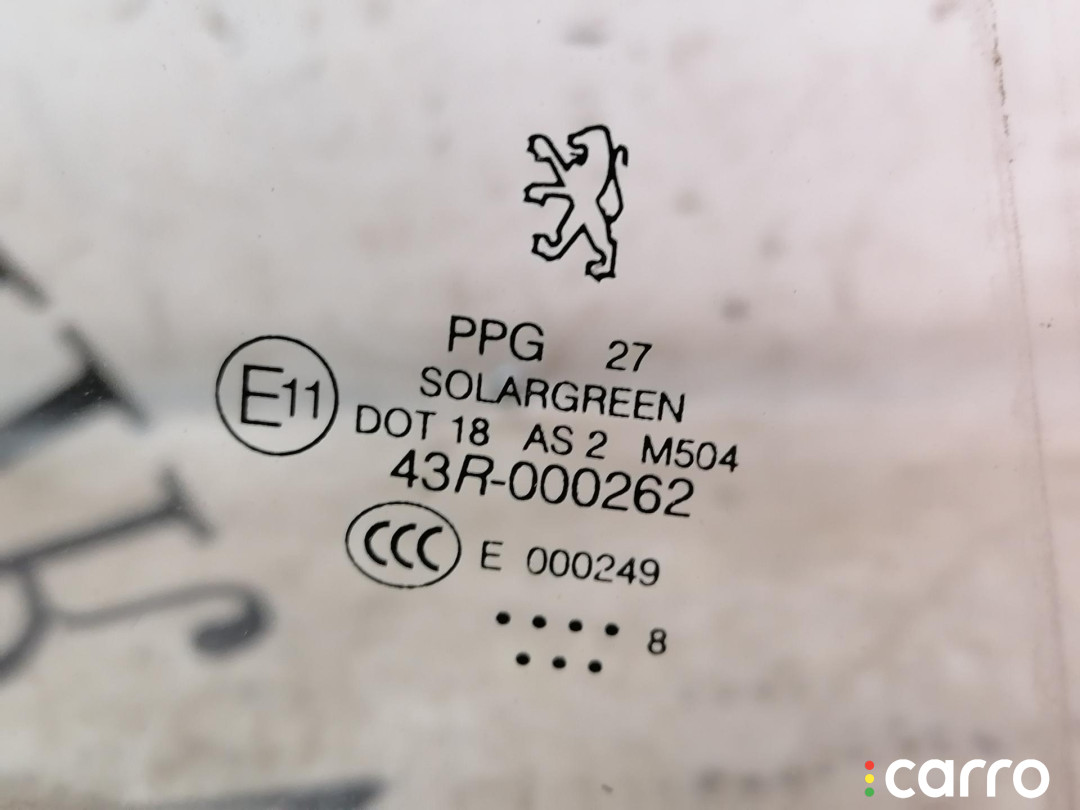 PPG 27
SOLARGREEN
E11
DOT 18 AS 2 M504
43R-000262
CCC E 000249
.... 8
...
carro